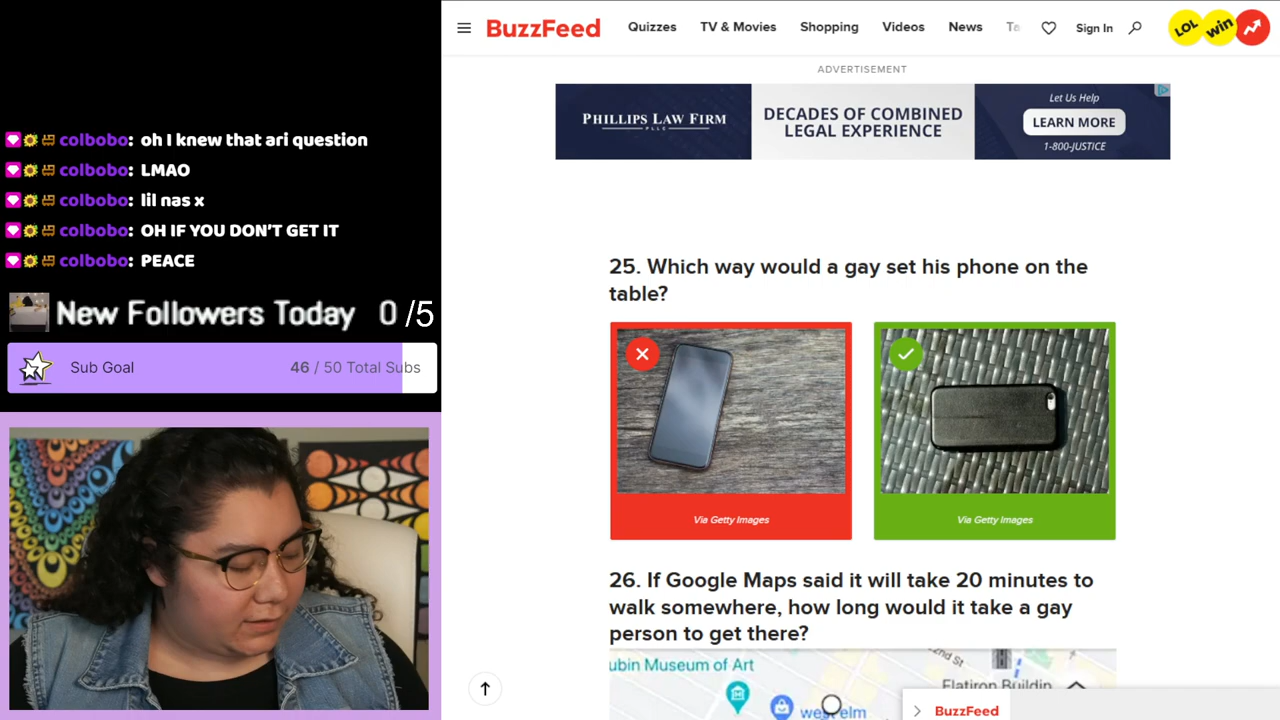 BuzzFeed
Quizzes TV & Movies Shopping Videos News Ta Sign In LOL win
ADVERTISEMENT
PHILLIPS LAW FIRM
PLLC
DECADES OF COMBINED
LEGAL EXPERIENCE
Let Us Help
LEARN MORE
1-800-JUSTICE
colbobo: oh I knew that ari question
colbobo: LMAO
colbobo: lil nas x
colbobo: OH IF YOU DON'T GET IT
colbobo: PEACE
New Followers Today 0 /5
Sub Goal 46 / 50 Total Subs
25. Which way would a gay set his phone on the
table?
Via Getty Images
Via Getty Images
26. If Google Maps said it will take 20 minutes to
walk somewhere, how long would it take a gay
person to get there?
ubin Museum of Art
Flatiron Buildin
west elm
BuzzFeed